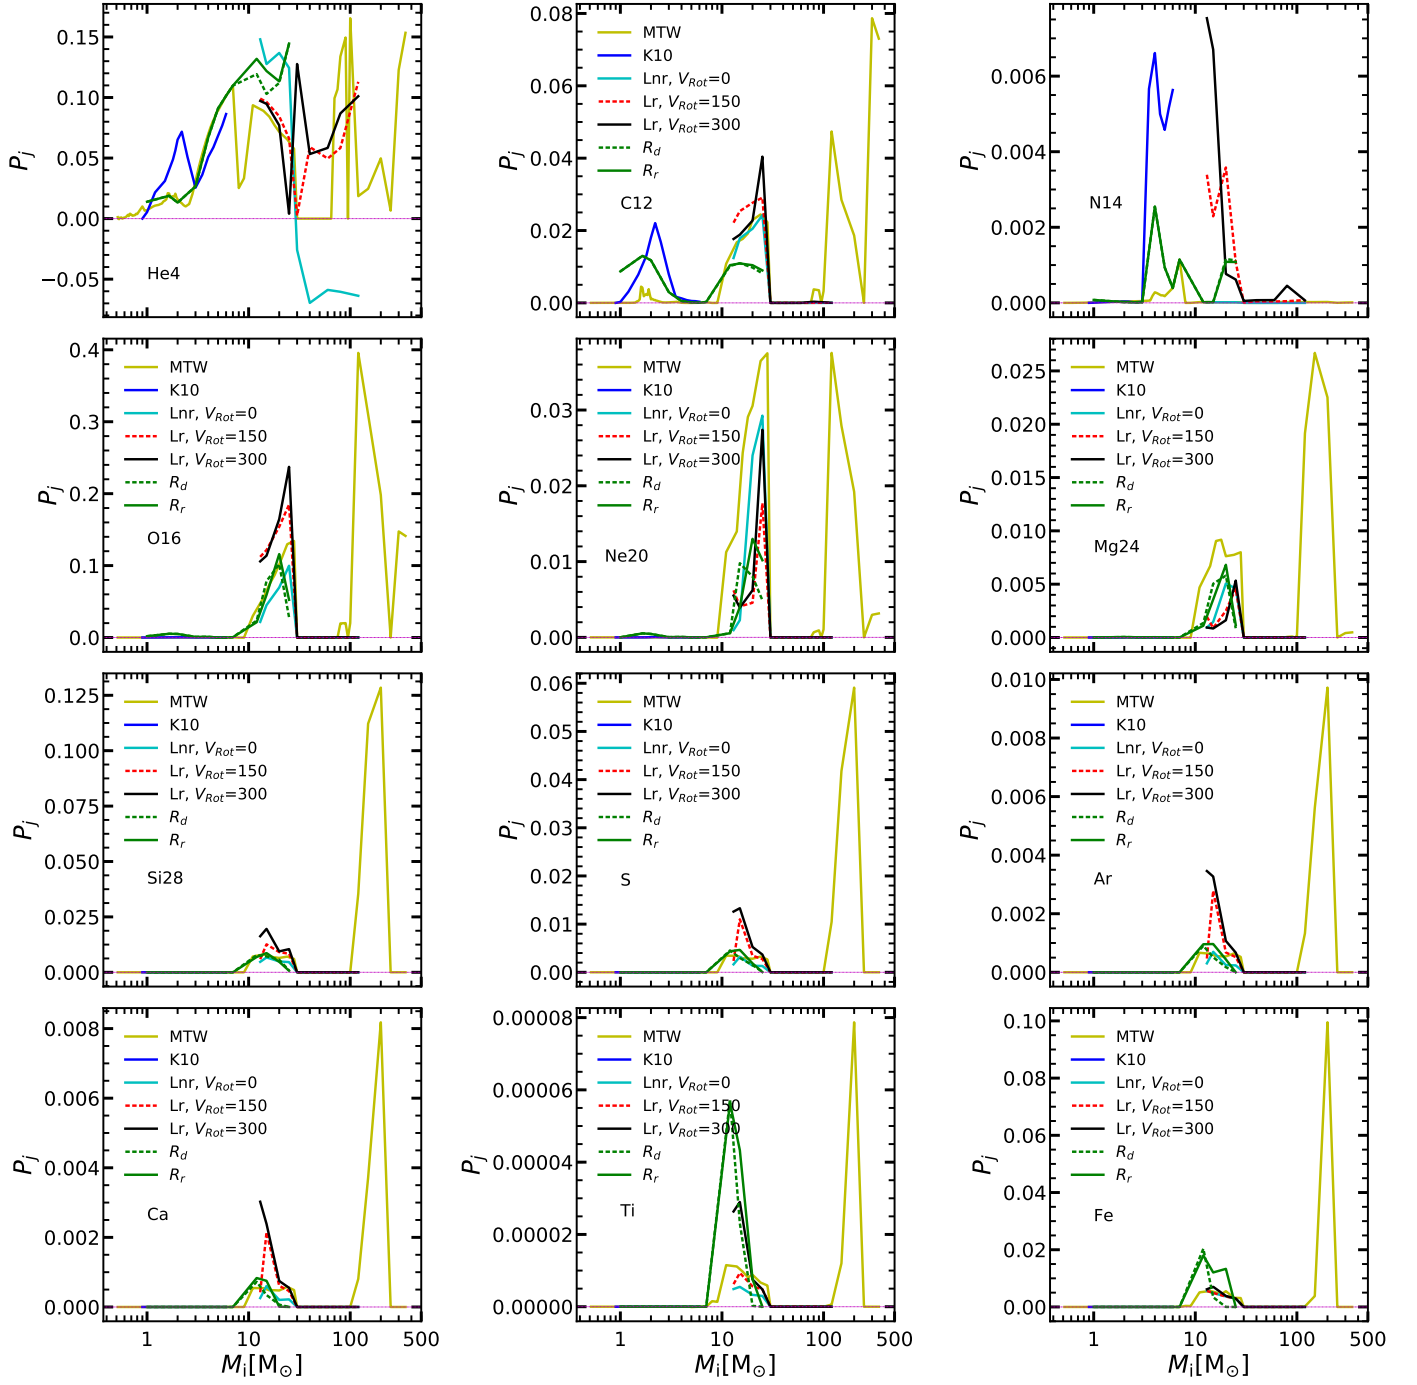 P_j
0.15
0.10
0.05
0.00
−0.05
He4
P_j
0.08
0.06
0.04
0.02
0.00
MTW
K10
Lnr, V_Rot=0
Lr, V_Rot=150
Lr, V_Rot=300
R_d
R_r
C12
P_j
0.006
0.004
0.002
0.000
N14
P_j
0.4
0.3
0.2
0.1
0.0
MTW
K10
Lnr, V_Rot=0
Lr, V_Rot=150
Lr, V_Rot=300
R_d
R_r
O16
P_j
0.03
0.02
0.01
0.00
MTW
K10
Lnr, V_Rot=0
Lr, V_Rot=150
Lr, V_Rot=300
R_d
R_r
Ne20
P_j
0.025
0.020
0.015
0.010
0.005
0.000
MTW
K10
Lnr, V_Rot=0
Lr, V_Rot=150
Lr, V_Rot=300
R_d
R_r
Mg24
P_j
0.125
0.100
0.075
0.050
0.025
0.000
MTW
K10
Lnr, V_Rot=0
Lr, V_Rot=150
Lr, V_Rot=300
R_d
R_r
Si28
P_j
0.06
0.05
0.04
0.03
0.02
0.01
0.00
MTW
K10
Lnr, V_Rot=0
Lr, V_Rot=150
Lr, V_Rot=300
R_d
R_r
S
P_j
0.010
0.008
0.006
0.004
0.002
0.000
MTW
K10
Lnr, V_Rot=0
Lr, V_Rot=150
Lr, V_Rot=300
R_d
R_r
Ar
P_j
0.008
0.006
0.004
0.002
0.000
MTW
K10
Lnr, V_Rot=0
Lr, V_Rot=150
Lr, V_Rot=300
R_d
R_r
Ca
1 10 100 500
M_i[M_⊙]
P_j
0.00008
0.00006
0.00004
0.00002
0.00000
MTW
K10
Lnr, V_Rot=0
Lr, V_Rot=150
Lr, V_Rot=300
R_d
R_r
Ti
1 10 100 500
M_i[M_⊙]
P_j
0.10
0.08
0.06
0.04
0.02
0.00
MTW
K10
Lnr, V_Rot=0
Lr, V_Rot=150
Lr, V_Rot=300
R_d
R_r
Fe
1 10 100 500
M_i[M_⊙]